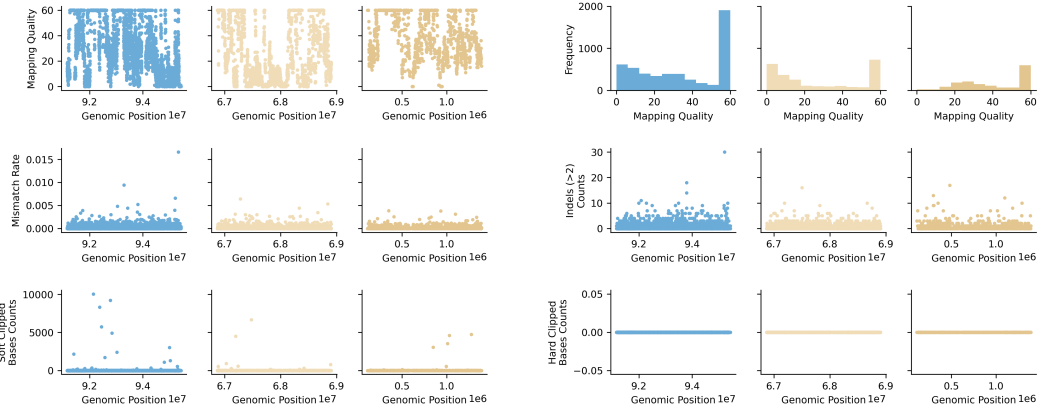 60
40
20
0
Mapping Quality
9.2 9.4
Genomic Position 1e7
6.7 6.8 6.9
Genomic Position 1e7
0.5 1.0
Genomic Position 1e6
2000
1000
0
Frequency
0 20 40 60
Mapping Quality
0 20 40 60
Mapping Quality
0 20 40 60
Mapping Quality
0.015
0.010
0.005
0.000
Mismatch Rate
9.2 9.4
Genomic Position 1e7
6.7 6.8 6.9
Genomic Position 1e7
0.5 1.0
Genomic Position 1e6
30
20
10
0
Indels (>2)
Counts
9.2 9.4
Genomic Position 1e7
6.7 6.8 6.9
Genomic Position 1e7
0.5 1.0
Genomic Position 1e6
10000
5000
0
Soft Clipped
Bases Counts
9.2 9.4
Genomic Position 1e7
6.7 6.8 6.9
Genomic Position 1e7
0.5 1.0
Genomic Position 1e6
0.05
0.00
−0.05
Hard Clipped
Bases Counts
9.2 9.4
Genomic Position 1e7
6.7 6.8 6.9
Genomic Position 1e7
0.5 1.0
Genomic Position 1e6